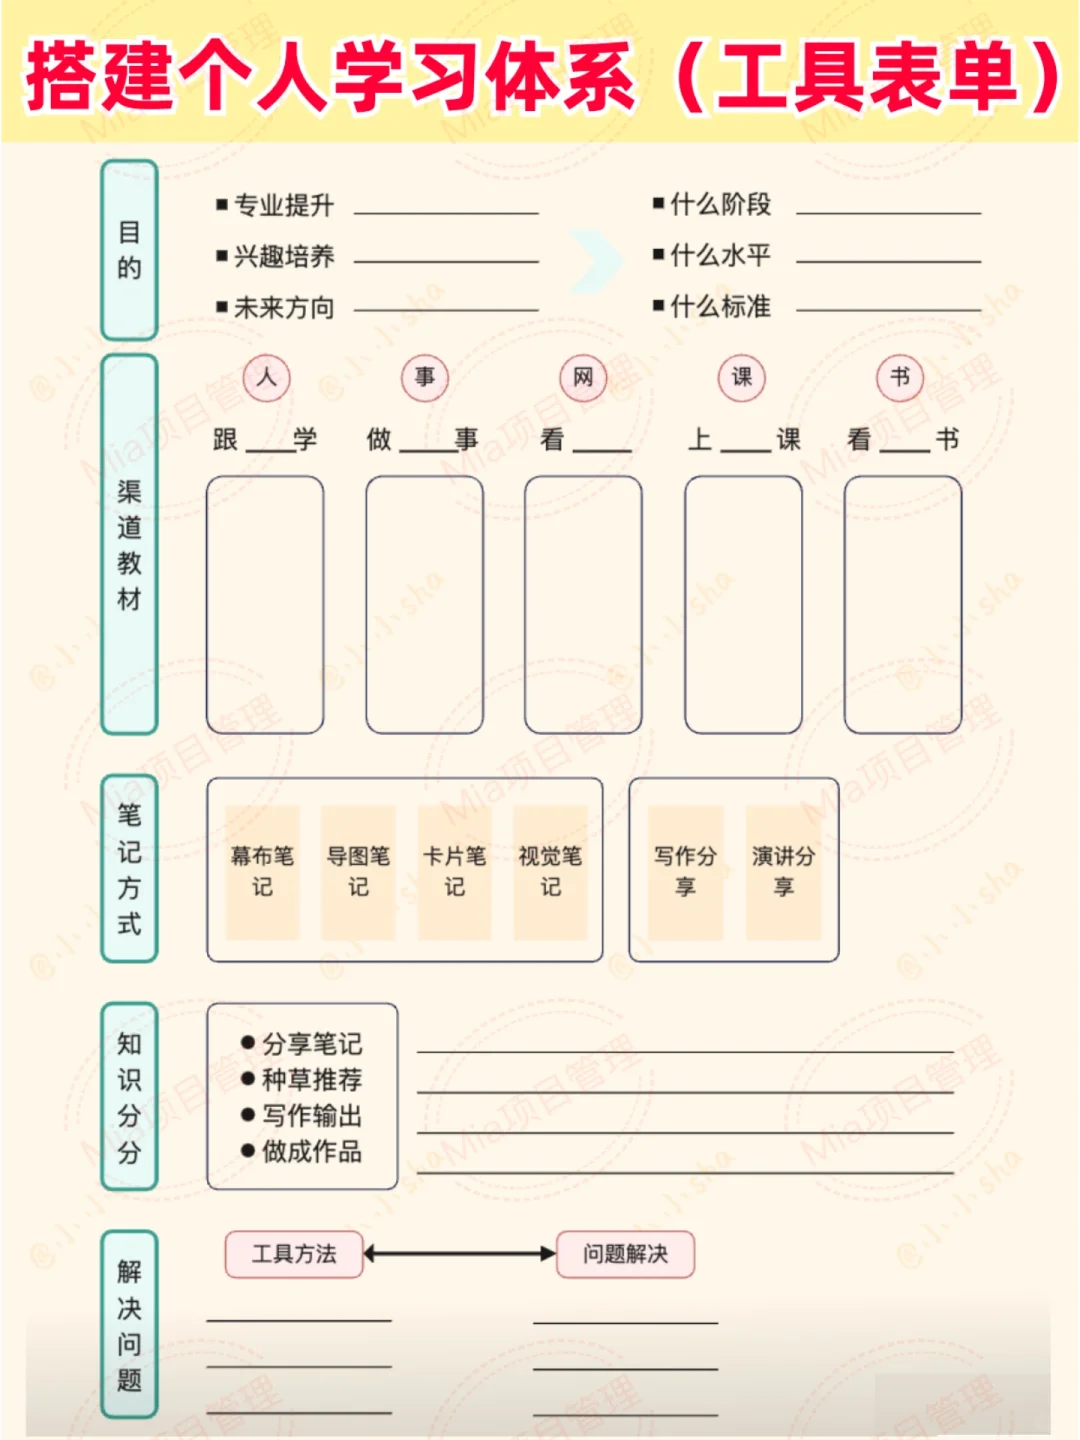 搭建个人学习体系（工具表单）
目的
■专业提升
■兴趣培养
■未来方向
■什么阶段
■什么水平
■什么标准
渠道教材
人
事
网
课
书
跟____学
做____事
看____
上____课
看____书
笔记方式
幕布笔
记
导图笔
记
卡片笔
记
视觉笔
记
写作分
享
演讲分
享
知识分分
●分享笔记
●种草推荐
●写作输出
●做成作品
解决问题
工具方法
问题解决
Mia项目管理
@小小sha